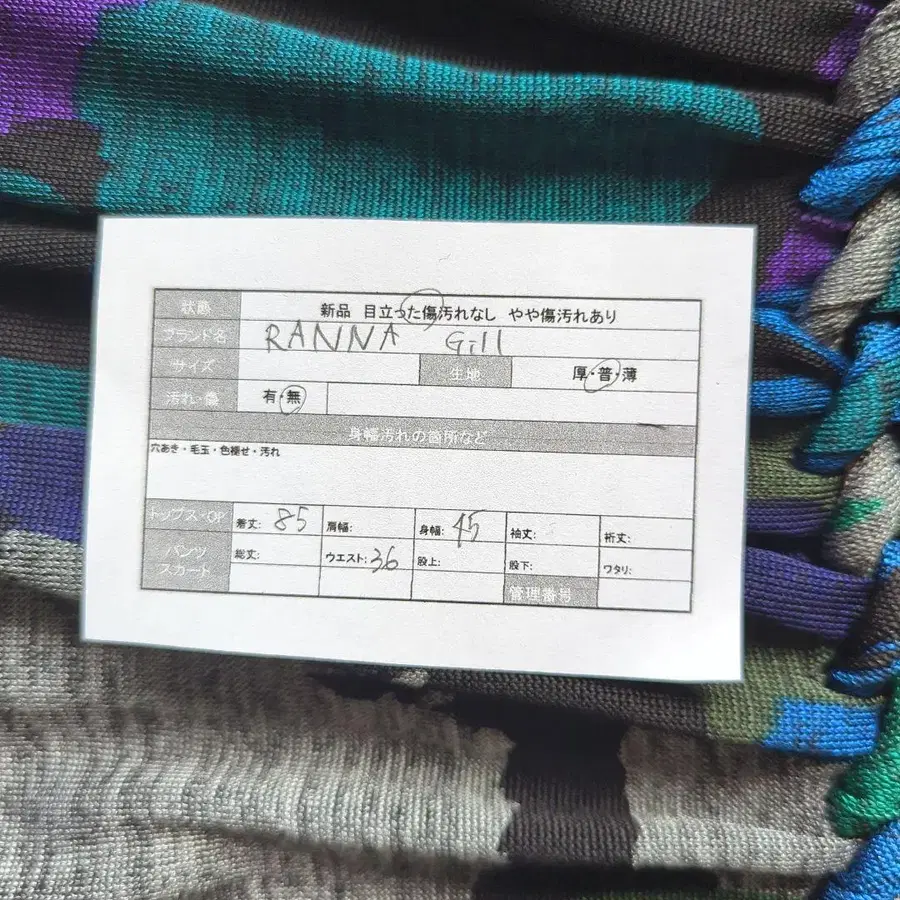 状態 新品 目立った傷汚れなし やや傷汚れあり
ブランド名 RANNA Gill
サイズ 生地 厚・普・薄
汚れ・傷 有・無
身幅汚れの箇所など
穴あき・毛玉・色褪せ・汚れ
トップス・OP 着丈: 85 肩幅: 身幅: 45 袖丈: 裄丈:
パンツ スカート 総丈: ウエスト: 36 股上: 股下: ワタリ:
管理番号